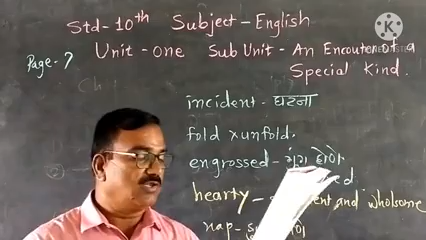 Std-10th Subject-English
Unit-one Sub Unit-An Encounter Of a
Page-7 Special Kind.
incident-घटना
fold x unfold.
engrossed-गुंग होणे
hearty- and wholsome
nap-